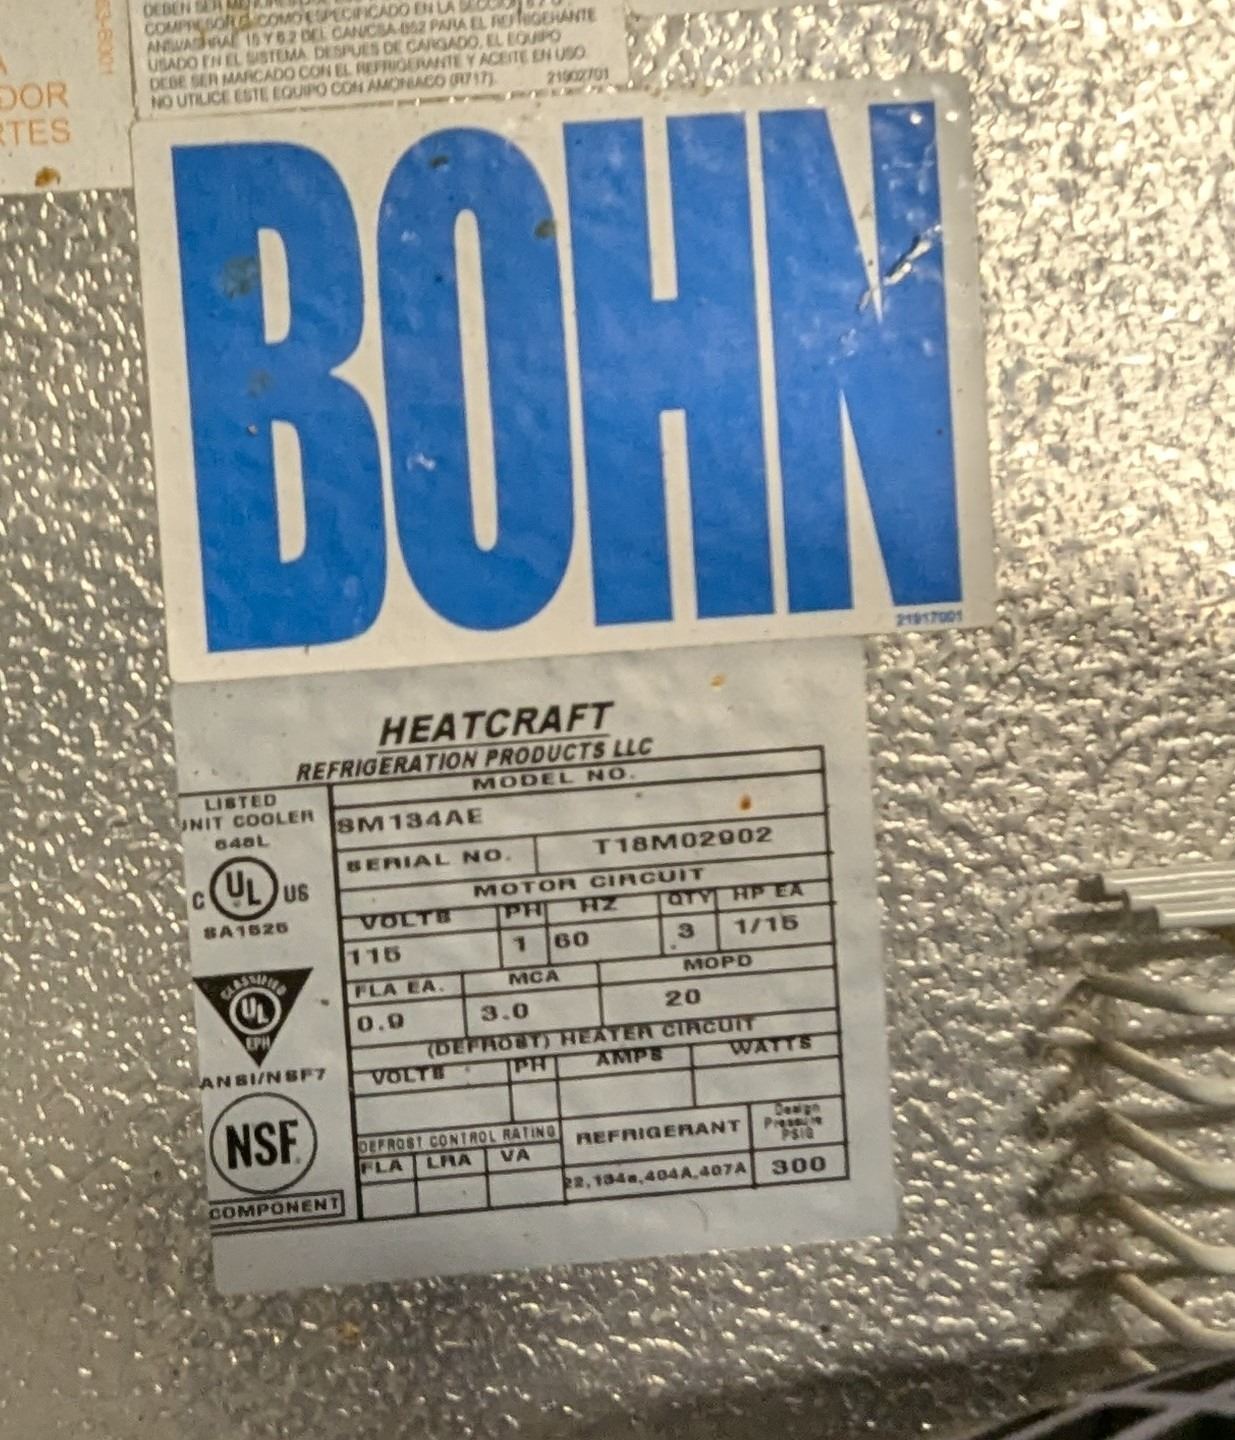 DOR
RTES
COMPRESOR O COMO ESPECIFICADO EN LA SECCION
ANSI/ASHRAE 15 Y 6.2 DEL CAN/CSA-B52 PARA EL REFRIGERANTE
USADO EN EL SISTEMA. DESPUES DE CARGADO, EL EQUIPO
DEBE SER MARCADO CON EL REFRIGERANTE Y ACEITE EN USO.
NO UTILICE ESTE EQUIPO CON AMONIACO (R717). 21902701
BOHN
21917001
HEATCRAFT
REFRIGERATION PRODUCTS LLC
LISTED
UNIT COOLER
648L
C UL US
SA1526
CLASSIFIED
UL
EPH
ANSI/NSF7
NSF
COMPONENT
MODEL NO.
SM134AE
SERIAL NO. T18M02902
MOTOR CIRCUIT
VOLTS PH HZ QTY HP EA
115 1 60 3 1/15
FLA EA. MCA MOPD
0.9 3.0 20
(DEFROST) HEATER CIRCUIT
VOLTS PH AMPS WATTS
DEFROST CONTROL RATING REFRIGERANT Design Pressure PSIG
FLA LRA VA
22,134a,404A,407A 300